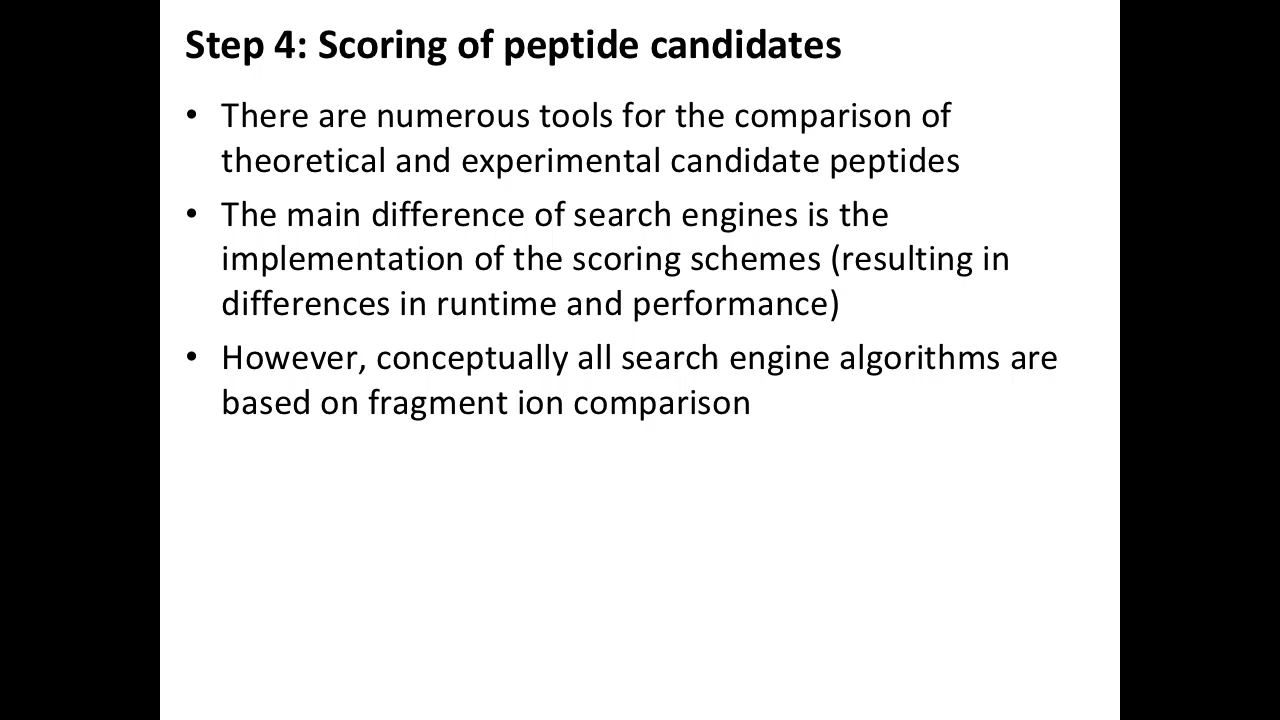 Step 4: Scoring of peptide candidates
• There are numerous tools for the comparison of
theoretical and experimental candidate peptides
• The main difference of search engines is the
implementation of the scoring schemes (resulting in
differences in runtime and performance)
• However, conceptually all search engine algorithms are
based on fragment ion comparison